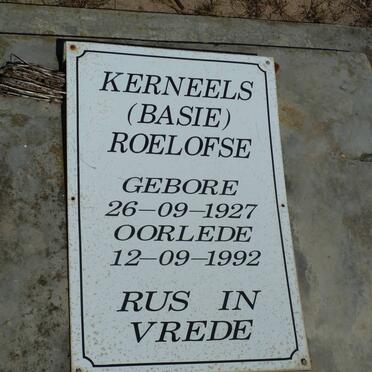 KERNEELS
(BASIE)
ROELOFSE
GEBORE
26-09-1927
OORLEDE
12-09-1992
RUS IN
VREDE